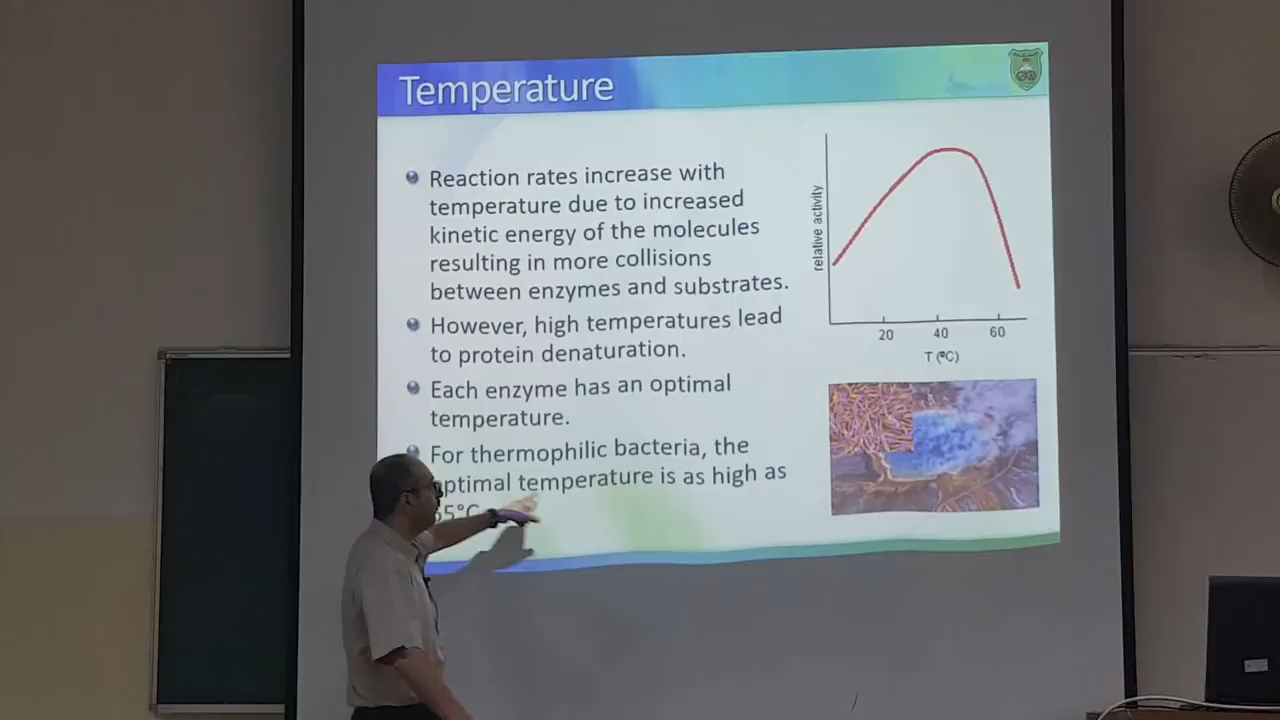 Temperature
Reaction rates increase with
temperature due to increased
kinetic energy of the molecules
resulting in more collisions
between enzymes and substrates.
However, high temperatures lead
to protein denaturation.
Each enzyme has an optimal
temperature.
For thermophilic bacteria, the
optimal temperature is as high as
65°C
relative activity
20 40 60
T (ºC)